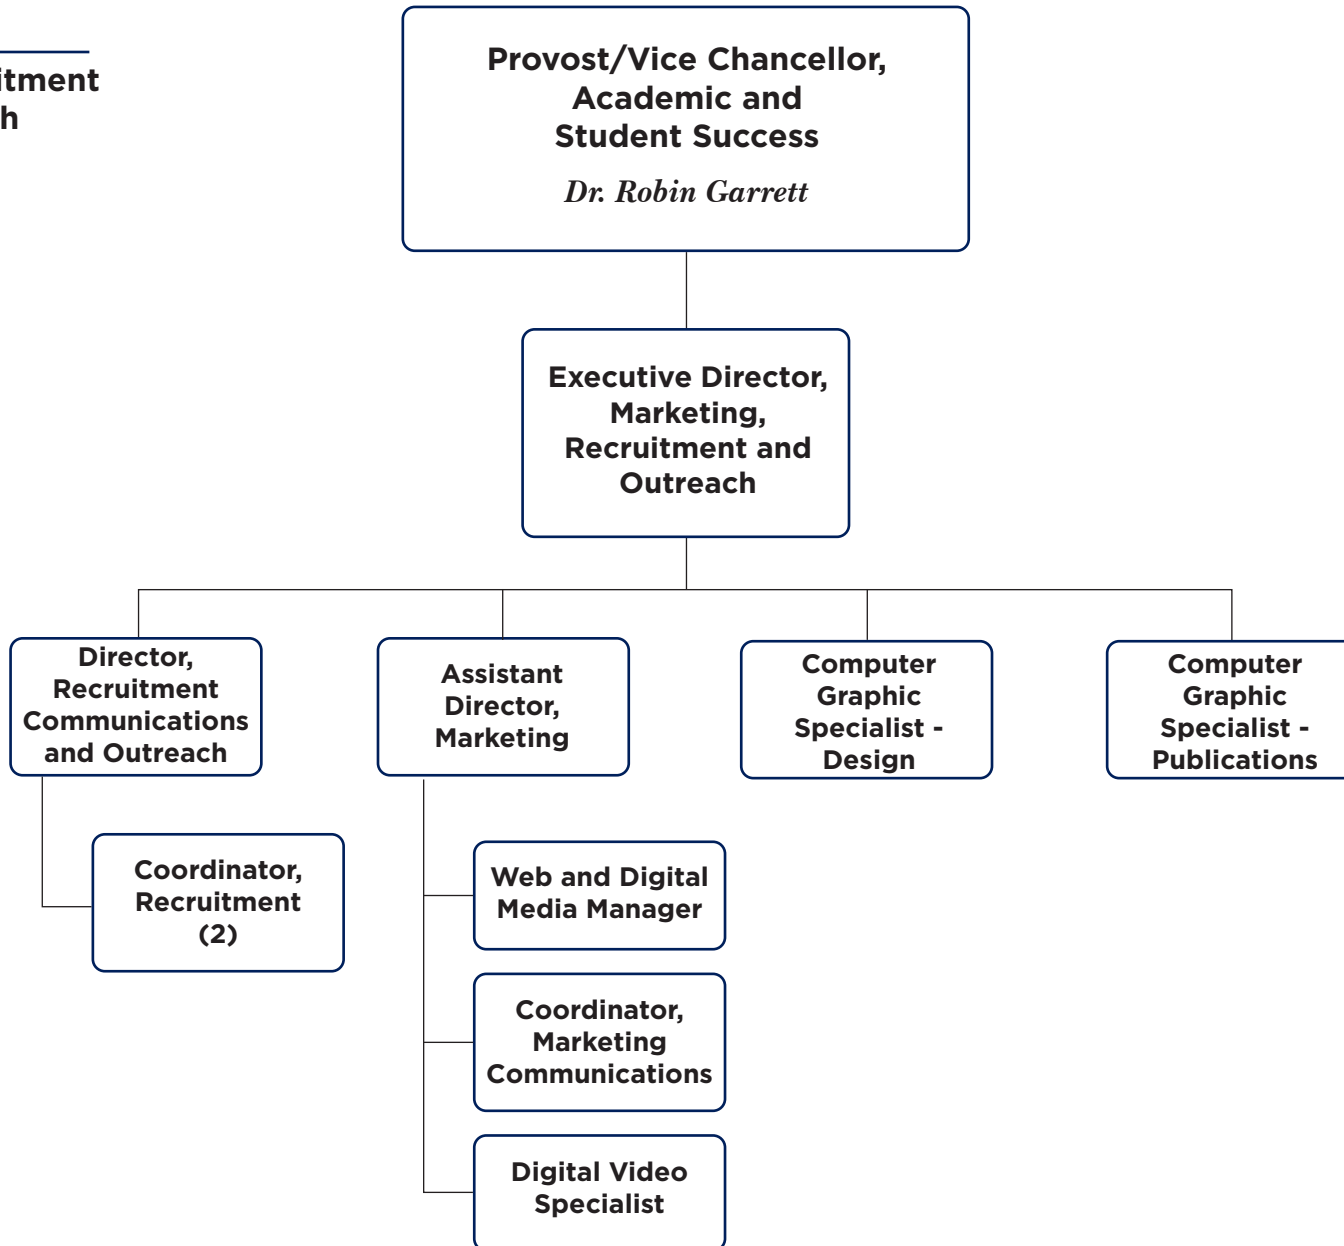 Provost/Vice Chancellor,
Academic and
Student Success
Dr. Robin Garrett
Executive Director,
Marketing,
Recruitment and
Outreach
Director,
Recruitment
Communications
and Outreach
Coordinator,
Recruitment
(2)
Assistant
Director,
Marketing
Web and Digital
Media Manager
Coordinator,
Marketing
Communications
Digital Video
Specialist
Computer
Graphic
Specialist -
Design
Computer
Graphic
Specialist -
Publications